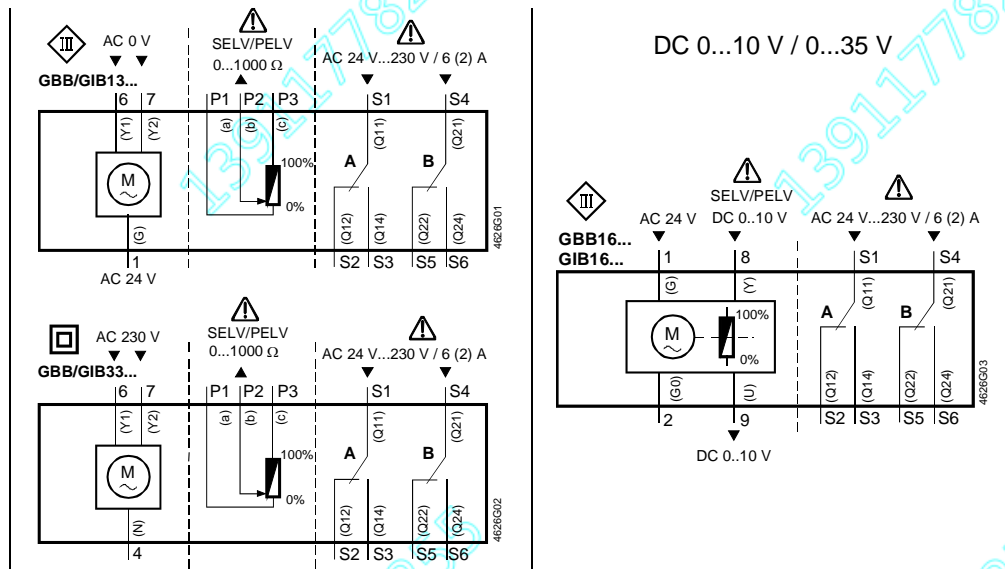 AC 0 V
SELV/PELV
0...1000 Ω
AC 24 V...230 V / 6 (2) A
GBB/GIB13...
6 7 P1 P2 P3 S1 S4
(Y1) (Y2) (a) (b) (c) (Q11) (Q21)
100%
A B
M
0%
(G) (Q12) (Q14) (Q22) (Q24)
1 S2 S3 S5 S6
AC 24 V
4626G01
AC 230 V
SELV/PELV
0...1000 Ω
AC 24 V...230 V / 6 (2) A
GBB/GIB33...
6 7 P1 P2 P3 S1 S4
(Y1) (Y2) (a) (b) (c) (Q11) (Q21)
100%
A B
M
0%
(N) (Q12) (Q14) (Q22) (Q24)
4 S2 S3 S5 S6
4626G02
DC 0...10 V / 0...35 V
III
III
SELV/PELV
AC 24 V DC 0...10 V AC 24 V...230 V / 6 (2) A
GBB16...
GIB16...
1 8 S1 S4
(G) (Y) (Q11) (Q21)
100%
A B
M
0%
(G0) (U) (Q12) (Q14) (Q22) (Q24)
2 9 S2 S3 S5 S6
DC 0..10 V
4626G03